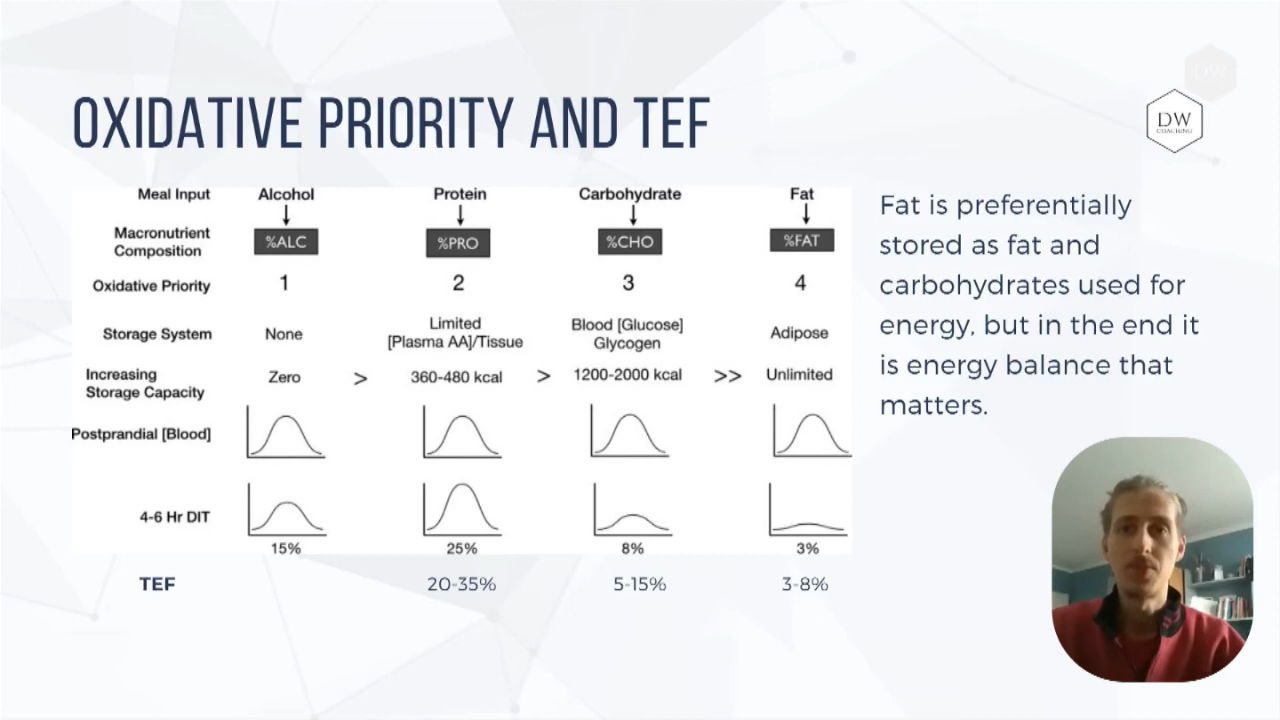 DW
OXIDATIVE PRIORITY AND TEF
DW
COACHING
Meal Input Alcohol Protein Carbohydrate Fat
Macronutrient
Composition %ALC %PRO %CHO %FAT
Oxidative Priority 1 2 3 4
Storage System None Limited
[Plasma AA]/Tissue Blood [Glucose]
Glycogen Adipose
Increasing
Storage Capacity Zero > 360-480 kcal > 1200-2000 kcal >> Unlimited
Postprandial [Blood]
4-6 Hr DIT
15% 25% 8% 3%
TEF 20-35% 5-15% 3-8%
Fat is preferentially
stored as fat and
carbohydrates used for
energy, but in the end it
is energy balance that
matters.